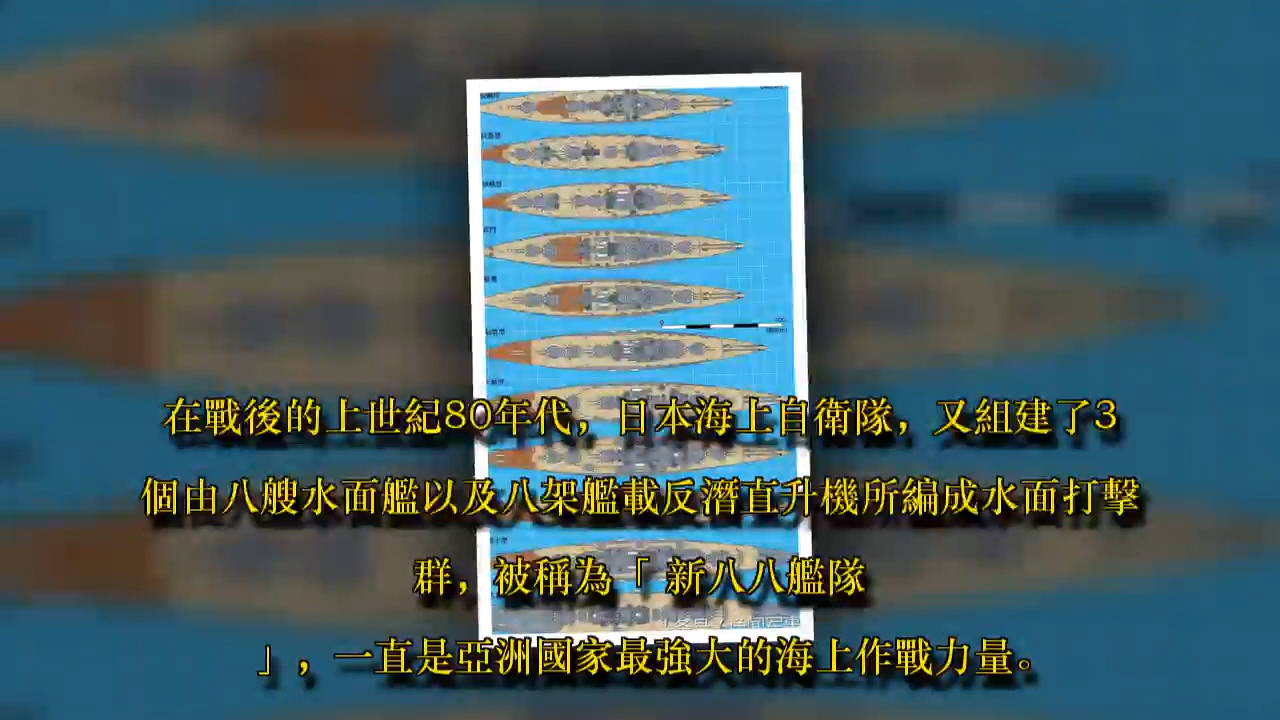 在戰後的上世紀80年代，日本海上自衛隊，又組建了3
個由八艘水面艦以及八架艦載反潛直升機所編成水面打擊
群，被稱為「 新八八艦隊
」，一直是亞洲國家最強大的海上作戰力量。